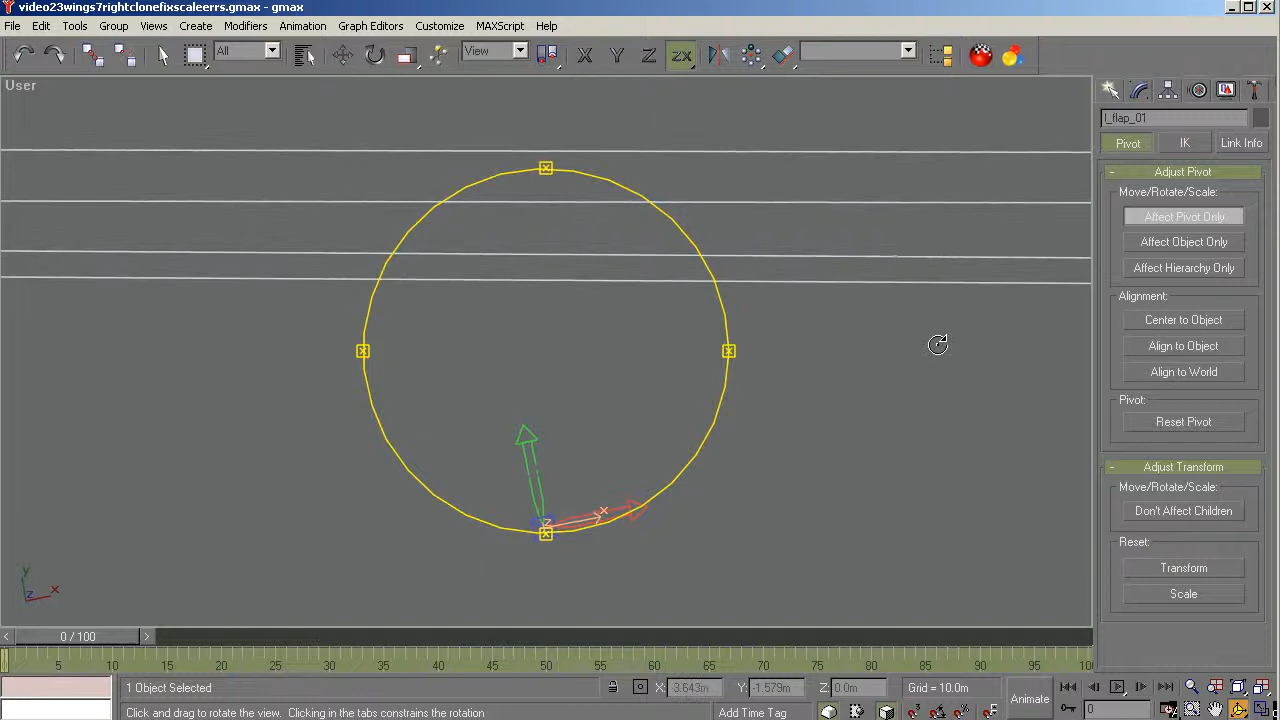 video23wings7rightclonefixscaleerrs.gmax - gmax
File Edit Tools Group Views Create Modifiers Animation Graph Editors Customize MAXScript Help
All View X Y Z ZX
User
l_flap_01
Pivot IK Link Info
- Adjust Pivot
Move/Rotate/Scale:
Affect Pivot Only
Affect Object Only
Affect Hierarchy Only
Alignment:
Center to Object
Align to Object
Align to World
Pivot:
Reset Pivot
- Adjust Transform
Move/Rotate/Scale:
Don't Affect Children
Reset:
Transform
Scale
x
z
y
z x
< 0 / 100 >
5 10 15 20 25 30 35 40 45 50 55 60 65 70 75 80 85 90 95 10
1 Object Selected X: -3.643m Y: -1.579m Z: 0.0m Grid = 10.0m Animate
Click and drag to rotate the view. Clicking in the tabs constrains the rotation Add Time Tag 0